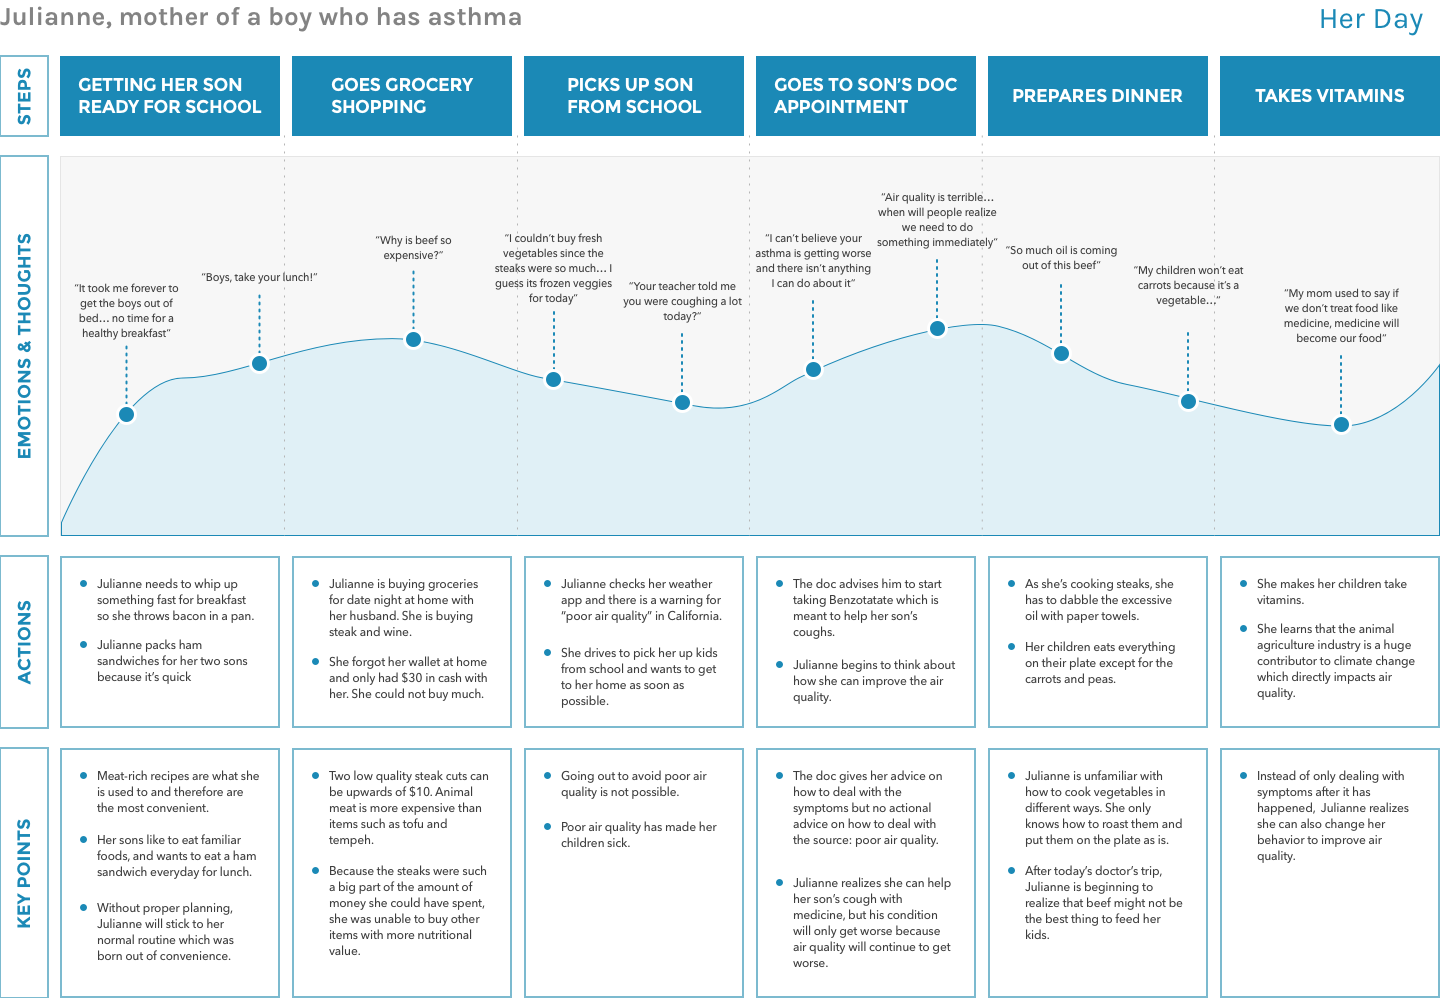 Julianne, mother of a boy who has asthma
Her Day
STEPS
GETTING HER SON
READY FOR SCHOOL
GOES GROCERY
SHOPPING
PICKS UP SON
FROM SCHOOL
GOES TO SON'S DOC
APPOINTMENT
PREPARES DINNER
TAKES VITAMINS
EMOTIONS & THOUGHTS
"It took me forever to
get the boys out of
bed... no time for a
healthy breakfast"
"Boys, take your lunch!"
"Why is beef so
expensive?"
"I couldn't buy fresh
vegetables since the
steaks were so much... I
guess its frozen veggies
for today"
"Your teacher told me
you were coughing a lot
today?"
"I can't believe your
asthma is getting worse
and there isn't anything
I can do about it"
"Air quality is terrible...
when will people realize
we need to do
something immediately"
"So much oil is coming
out of this beef"
"My children won't eat
carrots because it's a
vegetable..."
"My mom used to say if
we don't treat food like
medicine, medicine will
become our food"
ACTIONS
Julianne needs to whip up
something fast for breakfast
so she throws bacon in a pan.
Julianne packs ham
sandwiches for her two sons
because it's quick
Julianne is buying groceries
for date night at home with
her husband. She is buying
steak and wine.
She forgot her wallet at home
and only had $30 in cash with
her. She could not buy much.
Julianne checks her weather
app and there is a warning for
"poor air quality" in California.
She drives to pick her up kids
from school and wants to get
to her home as soon as
possible.
The doc advises him to start
taking Benzotatate which is
meant to help her son's
coughs.
Julianne begins to think about
how she can improve the air
quality.
As she's cooking steaks, she
has to dabble the excessive
oil with paper towels.
Her children eats everything
on their plate except for the
carrots and peas.
She makes her children take
vitamins.
She learns that the animal
agriculture industry is a huge
contributor to climate change
which directly impacts air
quality.
KEY POINTS
Meat-rich recipes are what she
is used to and therefore are
the most convenient.
Her sons like to eat familiar
foods, and wants to eat a ham
sandwich everyday for lunch.
Without proper planning,
Julianne will stick to her
normal routine which was
born out of convenience.
Two low quality steak cuts can
be upwards of $10. Animal
meat is more expensive than
items such as tofu and
tempeh.
Because the steaks were such
a big part of the amount of
money she could have spent,
she was unable to buy other
items with more nutritional
value.
Going out to avoid poor air
quality is not possible.
Poor air quality has made her
children sick.
The doc gives her advice on
how to deal with the
symptoms but no actional
advice on how to deal with
the source: poor air quality.
Julianne realizes she can help
her son's cough with
medicine, but his condition
will only get worse because
air quality will continue to get
worse.
Julianne is unfamiliar with
how to cook vegetables in
different ways. She only
knows how to roast them and
put them on the plate as is.
After today's doctor's trip,
Julianne is beginning to
realize that beef might not be
the best thing to feed her
kids.
Instead of only dealing with
symptoms after it has
happened, Julianne realizes
she can also change her
behavior to improve air
quality.